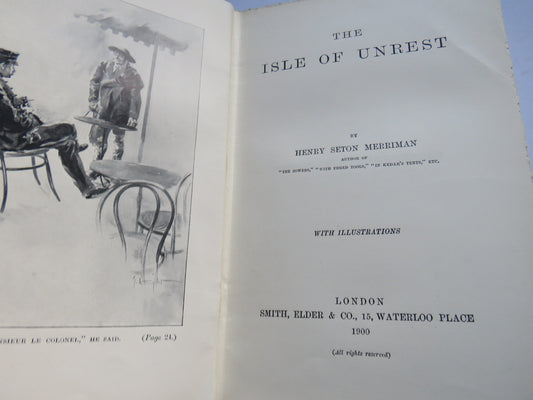 SIEUR LE COLONEL," HE SAID. (Page 24.)
THE
ISLE OF UNREST
BY
HENRY SETON MERRIMAN
AUTHOR OF
"THE SOWERS," "WITH EDGED TOOLS," "IN KEDAR'S TENTS," ETC.
WITH ILLUSTRATIONS
LONDON
SMITH, ELDER & CO., 15, WATERLOO PLACE
1900
(All rights reserved)